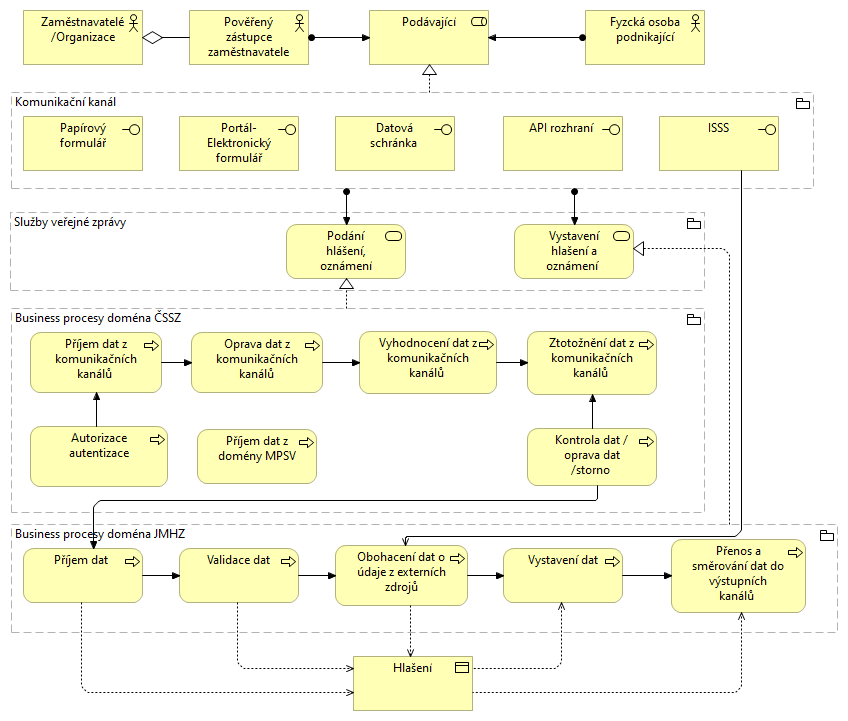 Zaměstnavatelé
/Organizace
Pověřený
zástupce
zaměstnavatele
Podávající
Fyzcká osoba
podnikající
Komunikační kanál
Papírový
formulář
Portál-
Elektronický
formulář
Datová
schránka
API rozhraní
ISSS
Služby veřejné zprávy
Podání
hlášení,
oznámení
Vystavení
hlašení a
oznámení
Business procesy doména ČSSZ
Příjem dat z
komunikačních
kanálů
Oprava dat z
komunikačních
kanálů
Vyhodnocení dat z
komunikačních
kanálů
Ztotožnění dat z
komunikačních
kanálů
Autorizace
autentizace
Příjem dat z
domény MPSV
Kontrola dat /
oprava dat
/storno
Business procesy doména JMHZ
Příjem dat
Validace dat
Obohacení dat o
údaje z externích
zdrojů
Vystavení dat
Přenos a
směrování dat do
výstupních
kanálů
Hlašení